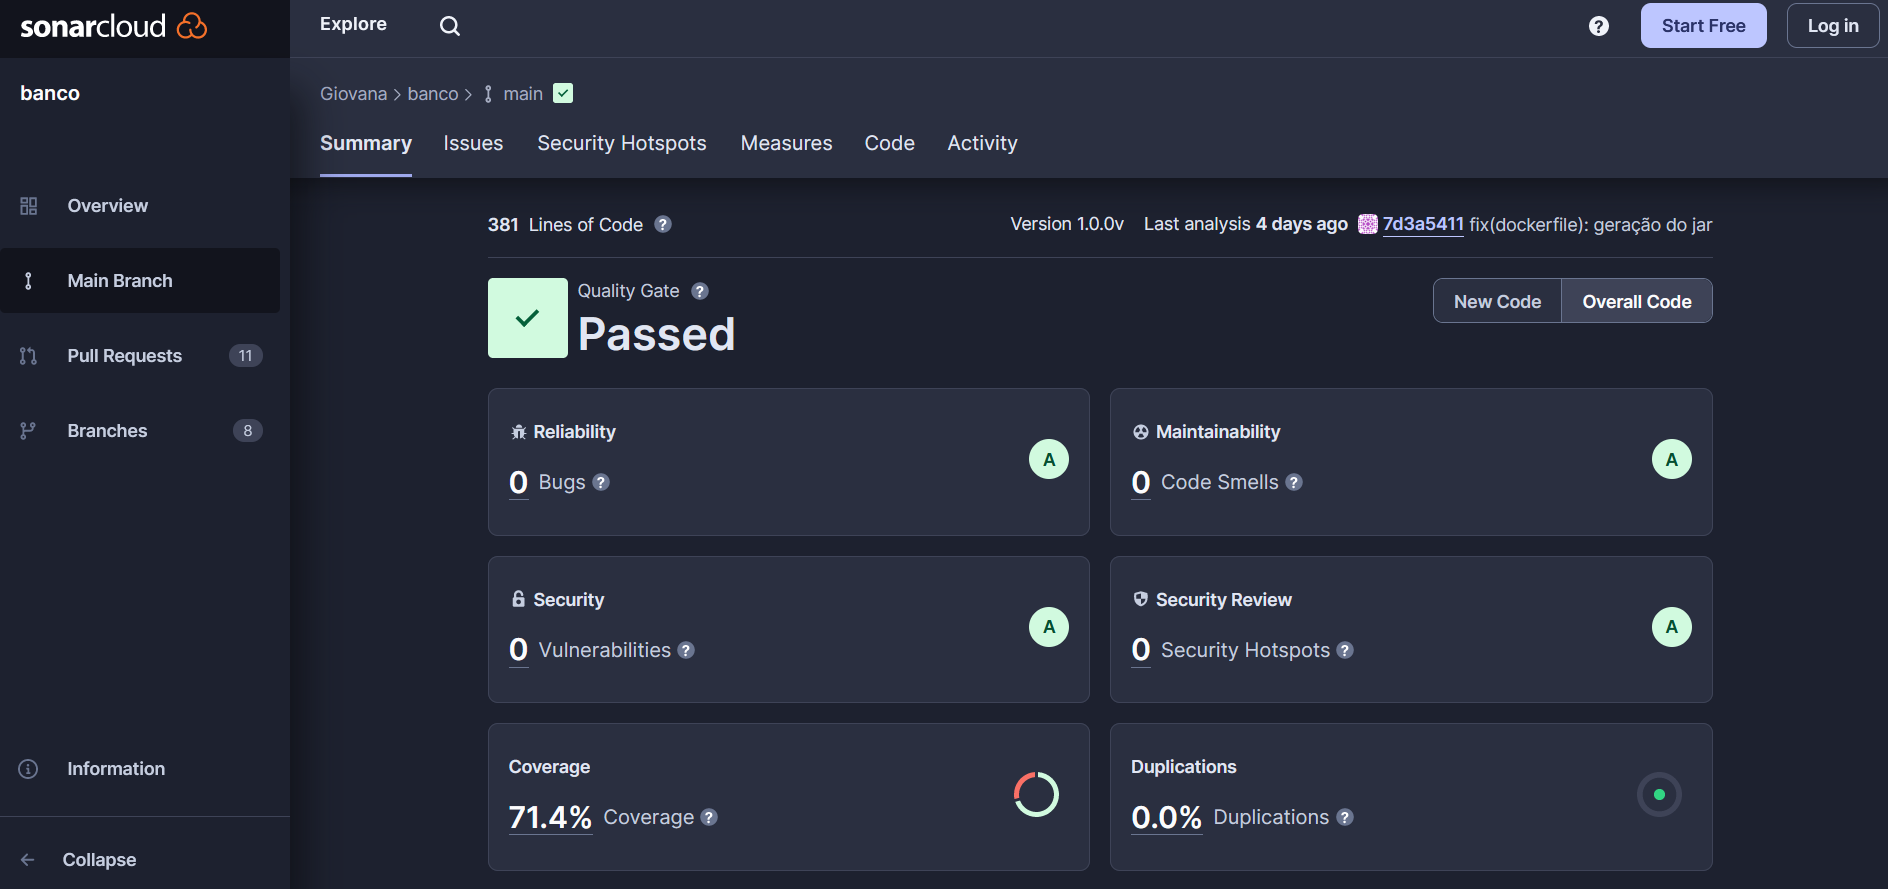 sonarcloud
Explore
Start Free
Log in
banco
Giovana > banco > main
Summary Issues Security Hotspots Measures Code Activity
Overview
Main Branch
Pull Requests 11
Branches 8
Information
Collapse
381 Lines of Code ?
Version 1.0.0v Last analysis 4 days ago 7d3a5411 fix(dockerfile): geração do jar
Quality Gate ?
Passed
New Code Overall Code
Reliability
0 Bugs ?
A
Maintainability
0 Code Smells ?
A
Security
0 Vulnerabilities ?
A
Security Review
0 Security Hotspots ?
A
Coverage
71.4% Coverage ?
Duplications
0.0% Duplications ?